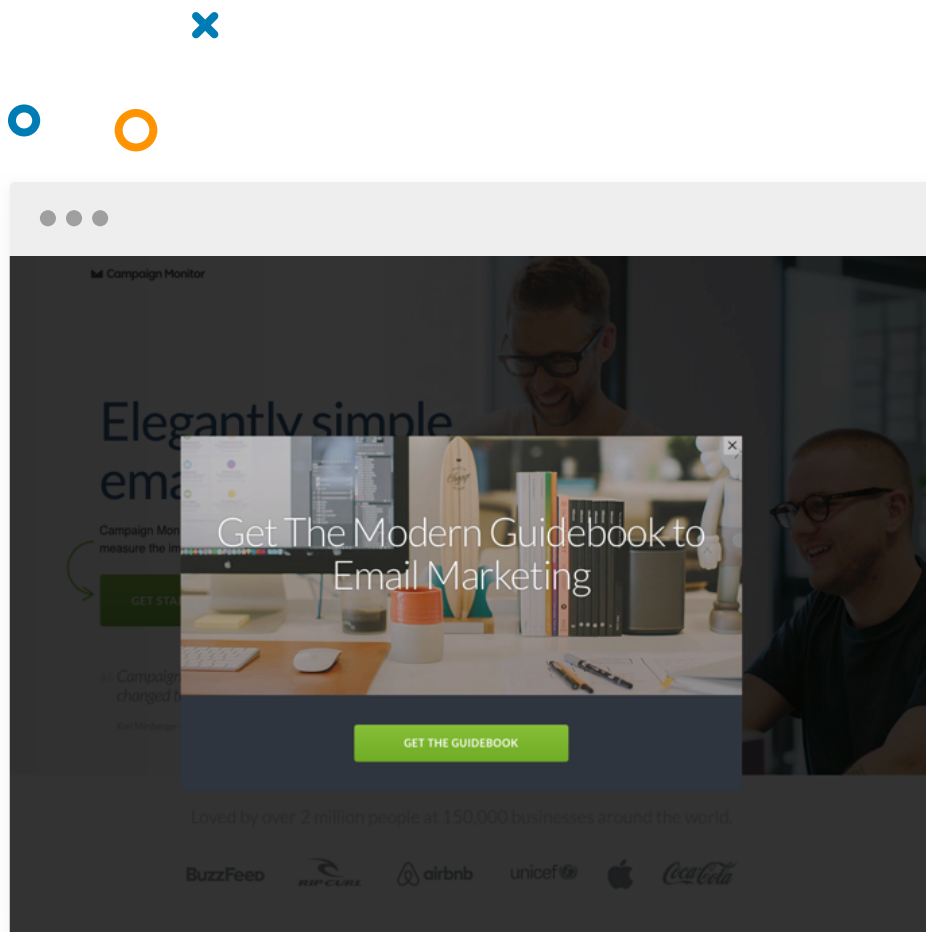 Campaign Monitor
Elegantly simple
ema
Campaign Mon
measure the im
GET STA
Get The Modern Guidebook to
Email Marketing
GET THE GUIDEBOOK
Campaign
changed t
Loved by over 2 million people at 150,000 businesses around the world.
BuzzFeed
RIP CURL
airbnb
unicef
Coca-Cola